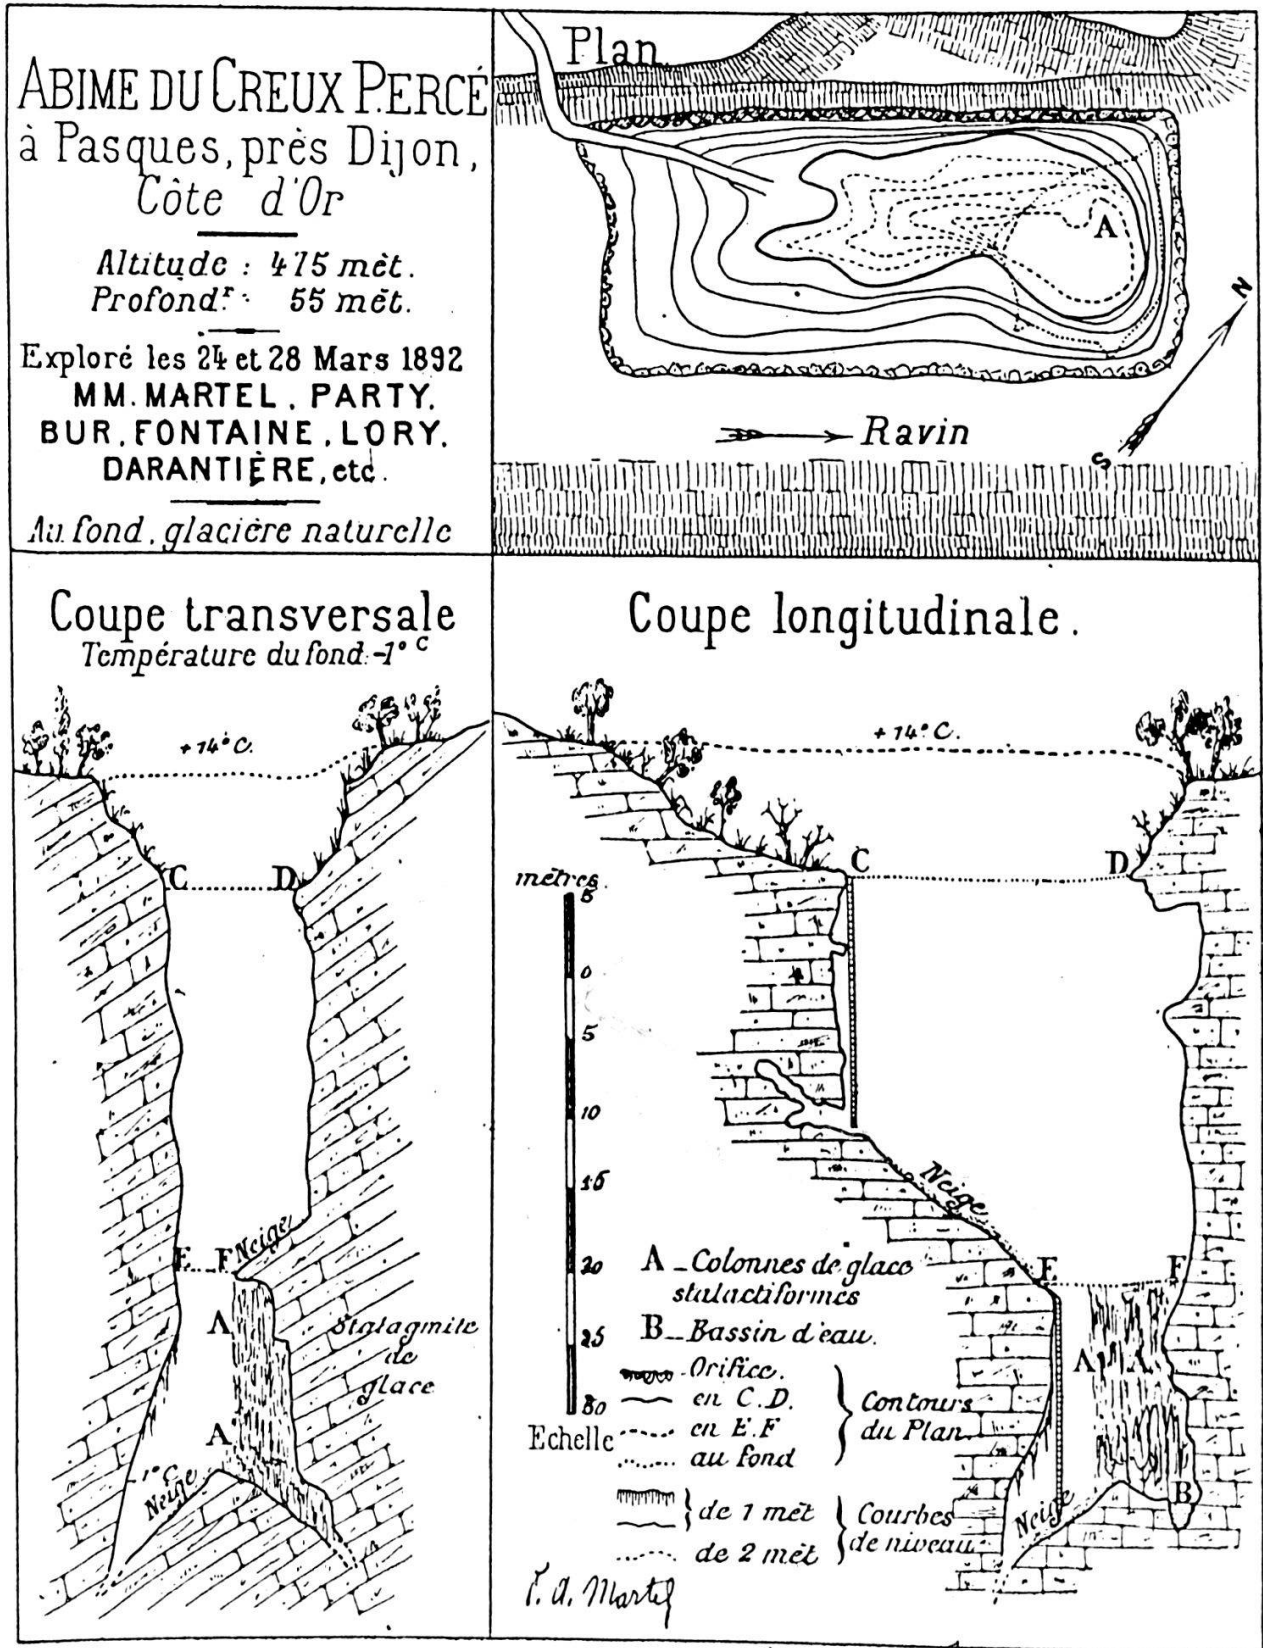 ABIME DU CREUX PERCÉ
à Pasques, près Dijon,
Côte d'Or
Altitude : 475 mèt.
Profond.r : 55 mèt.
Exploré les 24 et 28 Mars 1892
MM. MARTEL, PARTY,
BUR, FONTAINE, LORY,
DARANTIÈRE, etc.
Au fond, glacière naturelle
Plan
A
N
S
Ravin
Coupe transversale
Température du fond: -1° C
+14° C.
C
D
E
F
Neige
A
Stalagmite
de
glace
A
-1° C
Neige
Coupe longitudinale.
+14° C.
C
D
mètres.
5
0
5
10
15
20
25
30
Echelle
Neige
E
F
A
A
B
Neige
A - Colonnes de glace
stalactiformes
B - Bassin d'eau.
Orifice.
en C.D.
en E.F
au fond
Contours
du Plan.
de 1 mèt
de 2 mèt
Courbes
de niveau
E. A. Martel